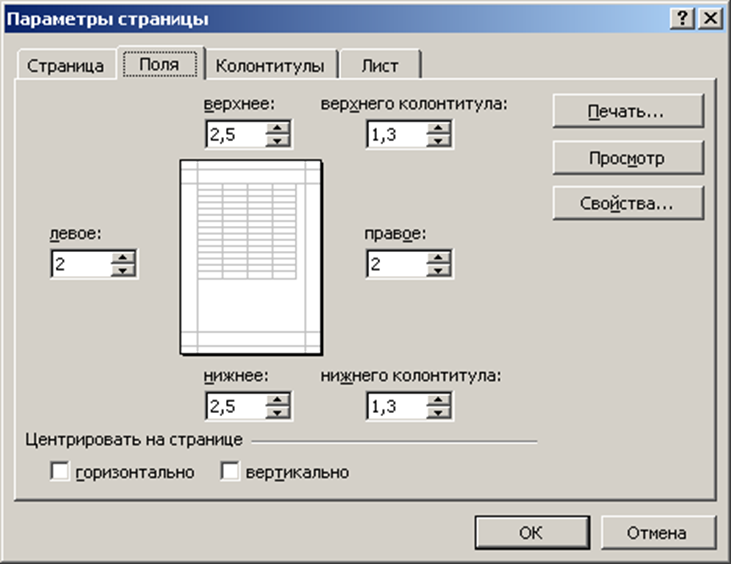 Параметры страницы
Страница Поля Колонтитулы Лист
верхнее: верхнего колонтитула:
2,5 1,3
Печать...
Просмотр
Свойства...
левое: правое:
2 2
нижнее: нижнего колонтитула:
2,5 1,3
Центрировать на странице
горизонтально вертикально
ОК Отмена